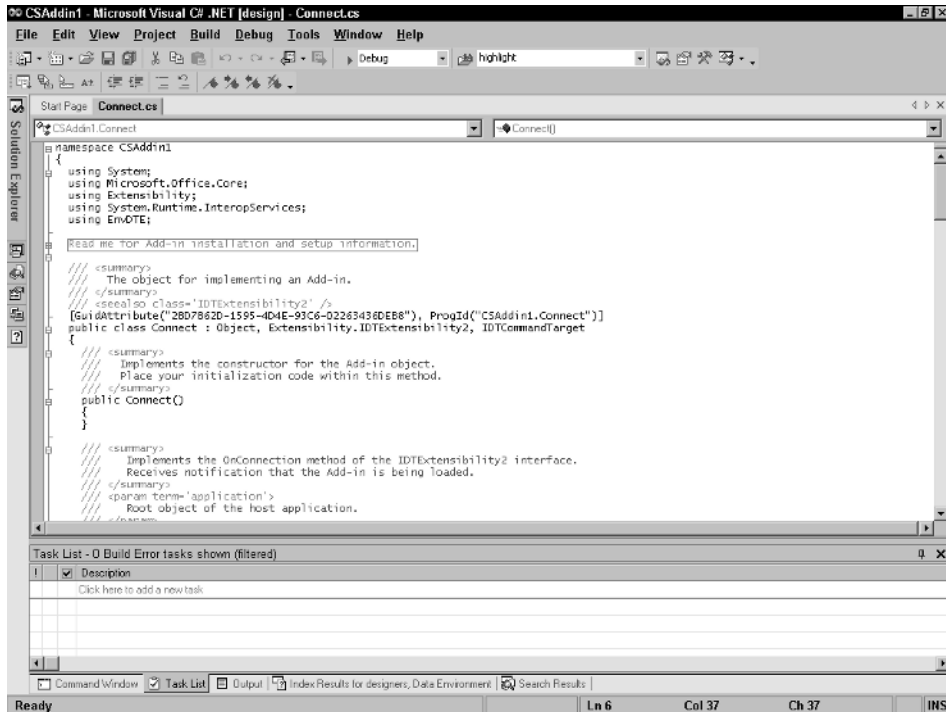 CSAddin1 - Microsoft Visual C# .NET [design] - Connect.cs
File Edit View Project Build Debug Tools Window Help
Debug highlight
Start Page Connect.cs
CSAddin1.Connect Connect()
Solution Explorer
namespace CSAddin1
{
using System;
using Microsoft.Office.Core;
using Extensibility;
using System.Runtime.InteropServices;
using EnvDTE;
Read me for Add-in installation and setup information.
/// <summary>
/// The object for implementing an Add-in.
/// </summary>
/// <seealso class='IDTExtensibility2' />
[GuidAttribute("2BD7B62D-1595-4D4E-93C6-02263436DEB8"), ProgId("CSAddin1.Connect")]
public class Connect : Object, Extensibility.IDTExtensibility2, IDTCommandTarget
{
/// <summary>
/// Implements the constructor for the Add-in object.
/// Place your initialization code within this method.
/// </summary>
public Connect()
{
}
/// <summary>
/// Implements the OnConnection method of the IDTExtensibility2 interface.
/// Receives notification that the Add-in is being loaded.
/// </summary>
/// <param term='application'>
/// Root object of the host application.
/// </param>
Task List - 0 Build Error tasks shown (filtered)
! Description
Click here to add a new task
Command Window Task List Output Index Results for designers, Data Environment Search Results
Ready Ln 6 Col 37 Ch 37 INS